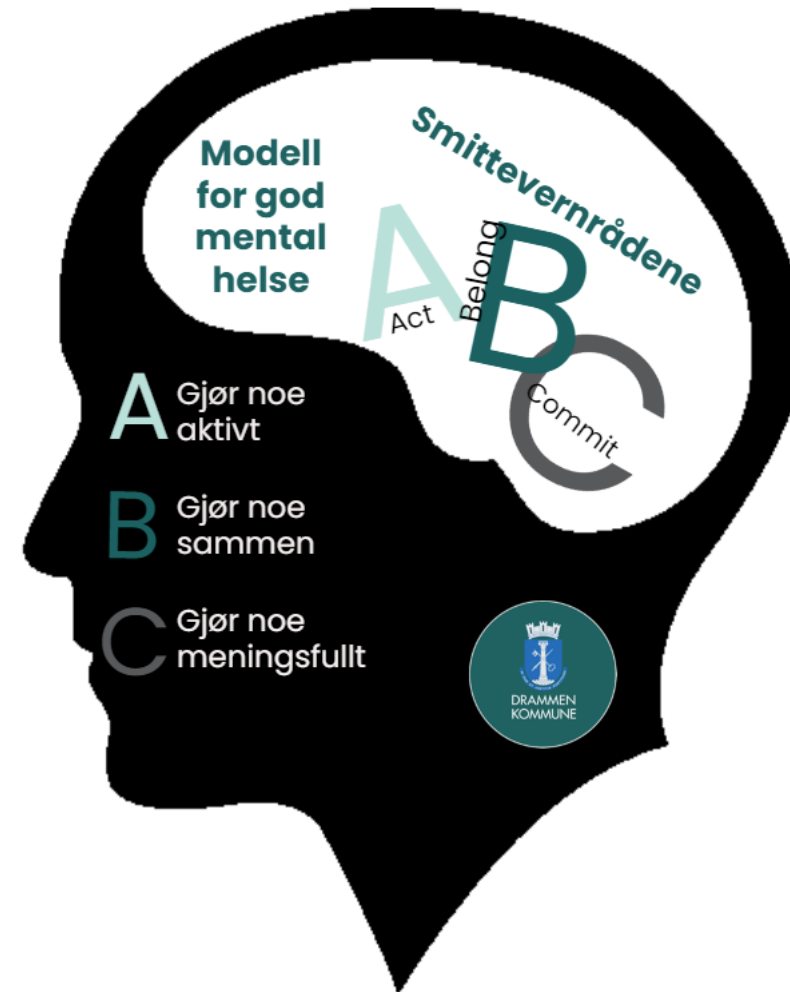 Modell
for god
mental
helse
Smittevernrådene
A
Act
B
Belong
C
Commit
A Gjør noe
aktivt
B Gjør noe
sammen
C Gjør noe
meningsfullt
DRAMMEN
KOMMUNE